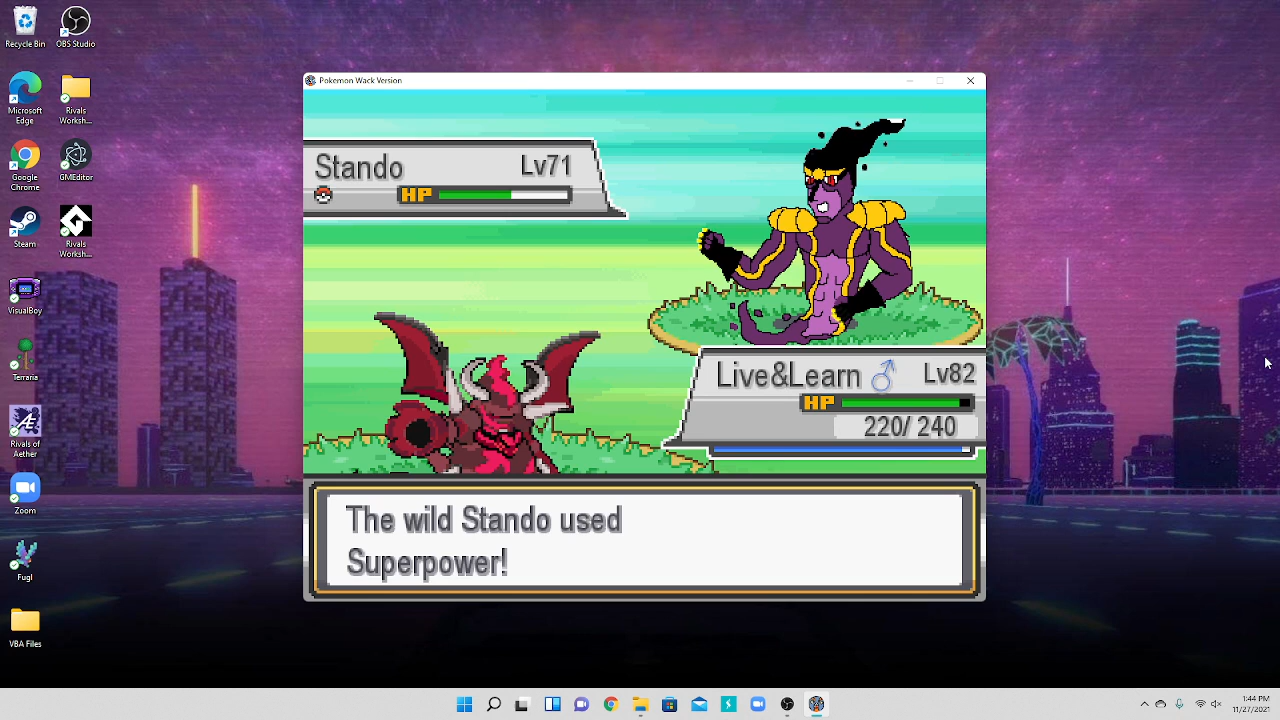 Recycle Bin
OBS Studio
Microsoft
Edge
Rivals
Worksh...
Google
Chrome
GMEditor
Steam
Rivals
Worksh...
VisualBoy
Terraria
Rivals of
Aether
Zoom
Fugl
VBA Files
Pokemon Wack Version
Stando Lv71
HP
Live&Learn ♂ Lv82
HP
220/ 240
The wild Stando used
Superpower!
1:44 PM
11/27/2021